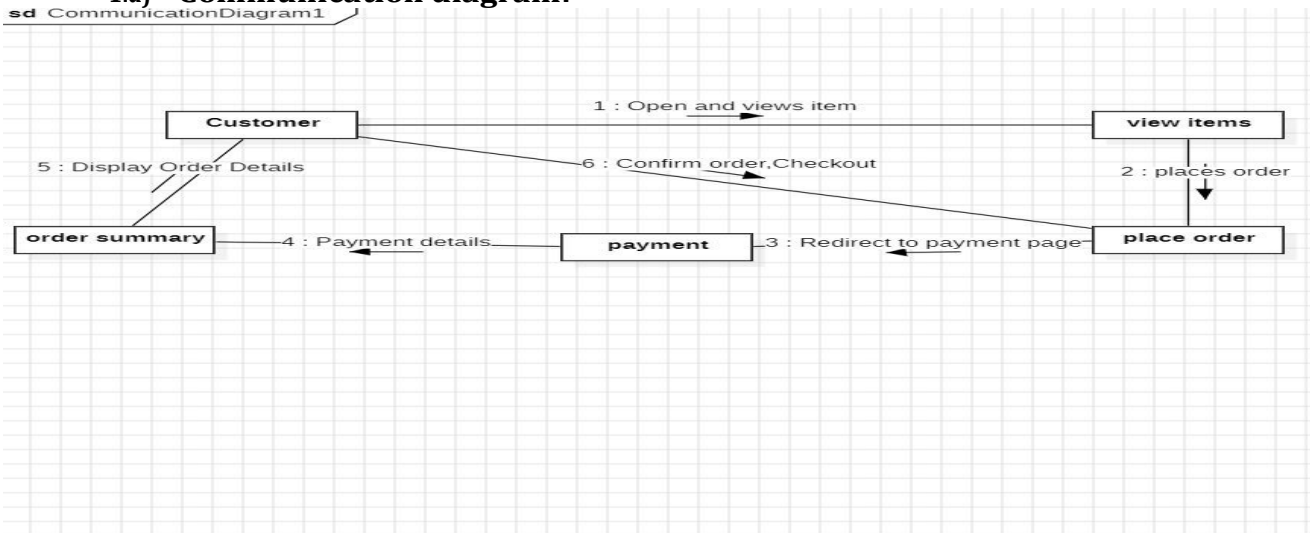 Communication diagram:
sd CommunicationDiagram1
1 : Open and views item
Customer
view items
5 : Display Order Details
6 : Confirm order,Checkout
2 : places order
order summary
4 : Payment details
payment
3 : Redirect to payment page
place order